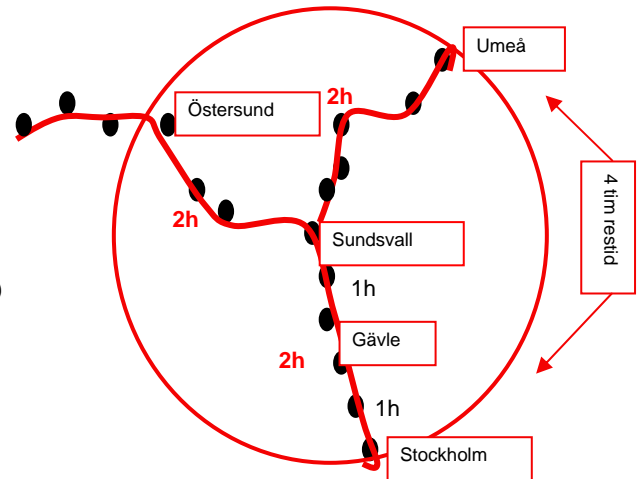 Umeå
2h
Östersund
4 tim restid
2h
Sundsvall
1h
Gävle
2h
1h
Stockholm